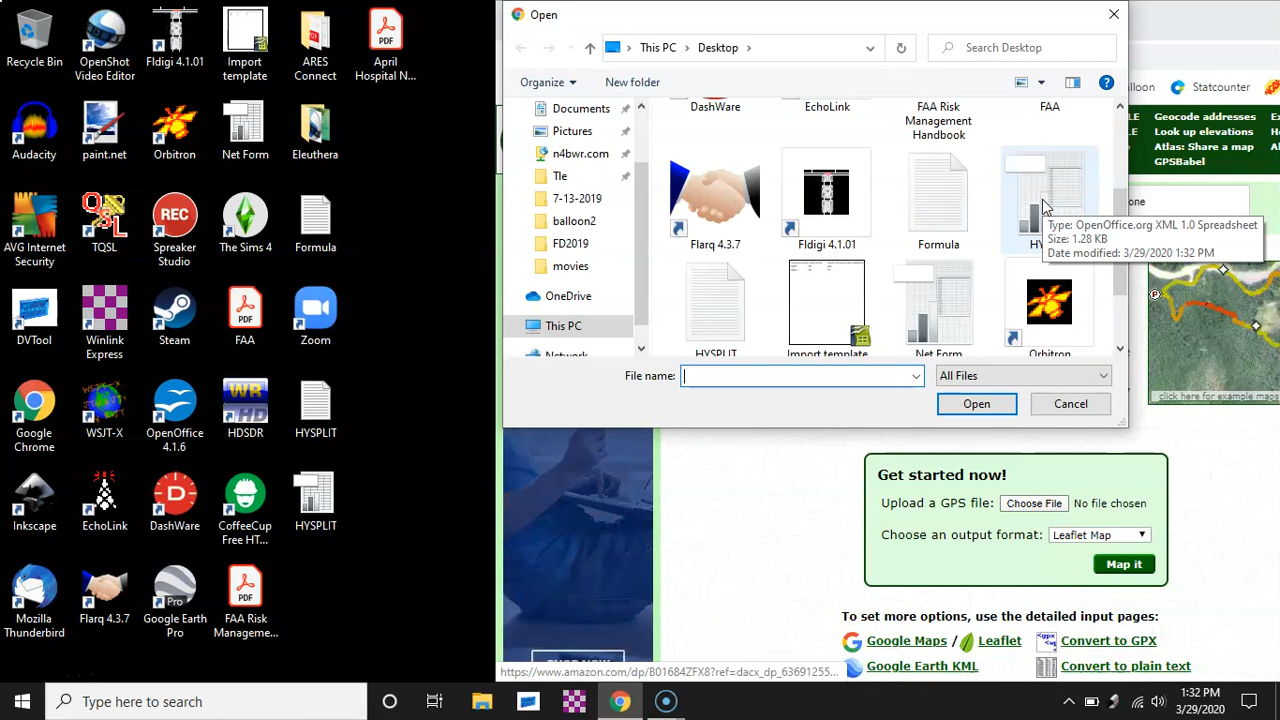 Recycle Bin
OpenShot
Video Editor
Fldigi 4.1.01
Import
template
ARES
Connect
April
Hospital N...
Audacity
paint.net
Orbitron
Net Form
Eleuthera
AVG Internet
Security
TQSL
REC
Spreaker
Studio
The Sims 4
Formula
DVTool
Winlink
Express
Steam
FAA
Zoom
Google
Chrome
WSJT-X
OpenOffice
4.1.6
HDSDR
HYSPLIT
Inkscape
EchoLink
DashWare
CoffeeCup
Free HT...
HYSPLIT
Mozilla
Thunderbird
Flarq 4.3.7
Google Earth
Pro
FAA Risk
Manageme...
Open
This PC
Desktop
Search Desktop
Organize
New folder
Documents
Pictures
n4bwr.com
Tle
7-13-2019
balloon2
FD2019
movies
OneDrive
This PC
Network
DashWare
EchoLink
FAA Risk
Management
Handbook
FAA
Flarq 4.3.7
Fldigi 4.1.01
Formula
HY
Type: OpenOffice.org XML 1.0 Spreadsheet
Size: 1.28 KB
Date modified: 3/29/2020 1:32 PM
HYSPLIT
Import template
Net Form
Orbitron
File name:
All Files
Open
Cancel
lloon
Statcounter
LE
Geocode addresses
Look up elevations
Atlas: Share a map
GPSBabel
one
click here for example maps
Get started now!
Upload a GPS file:
Choose File
No file chosen
Choose an output format:
Leaflet Map
Map it
To see more options, use the detailed input pages:
Google Maps / Leaflet
Convert to GPX
Google Earth KML
Convert to plain text
https://www.amazon.com/dp/B01684ZFX8?ref=dacx_dp_63691255...
Type here to search
1:32 PM
3/29/2020